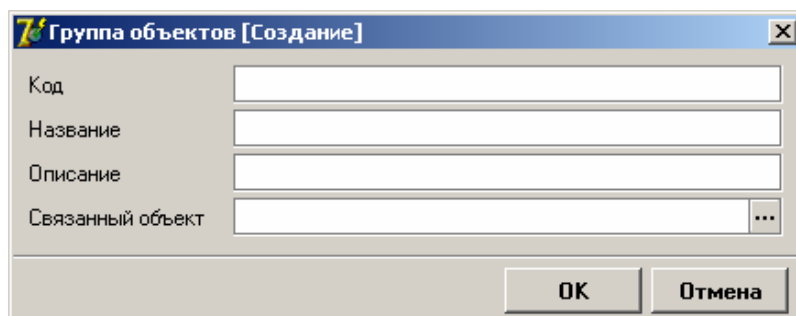 Группа объектов [Создание]
Код
Название
Описание
Связанный объект
...
OK Отмена